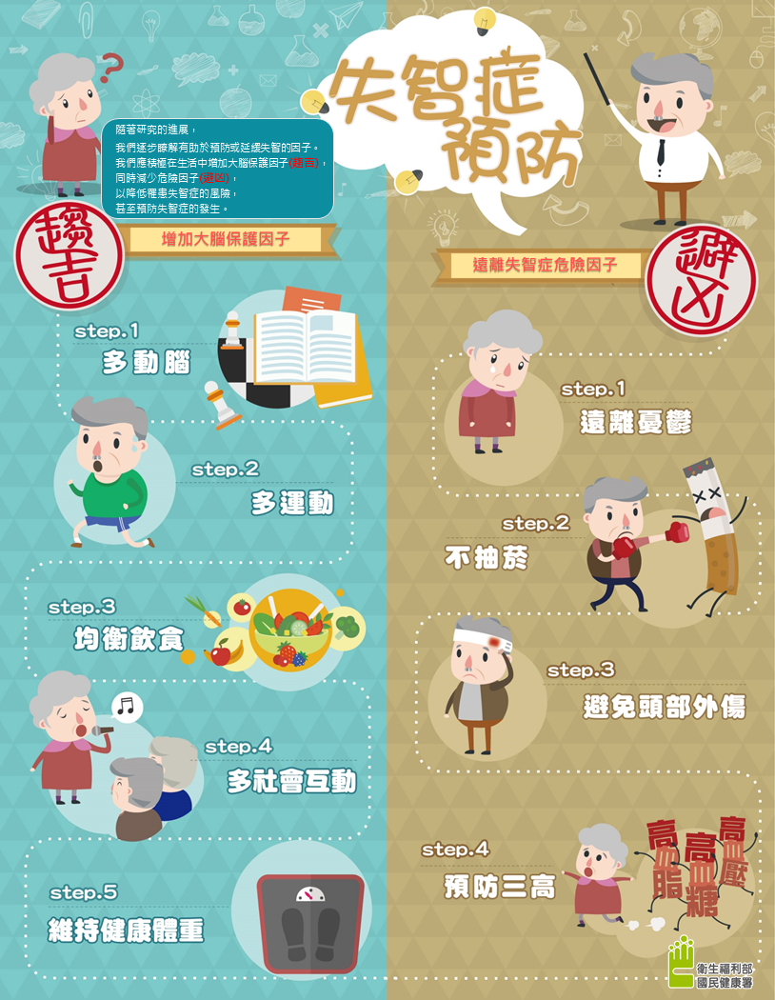 失智症
預防
?
隨著研究的進展，
我們逐步瞭解有助於預防或延緩失智的因子。
我們應積極在生活中增加大腦保護因子(趨吉)，
同時減少危險因子(避凶)，
以降低罹患失智症的風險，
甚至預防失智症的發生。
趨吉
增加大腦保護因子
step.1
多動腦
step.2
多運動
step.3
均衡飲食
step.4
多社會互動
step.5
維持健康體重
避凶
遠離失智症危險因子
step.1
遠離憂鬱
step.2
不抽菸
step.3
避免頭部外傷
step.4
預防三高
高血脂
高血糖
高血壓
衛生福利部
國民健康署